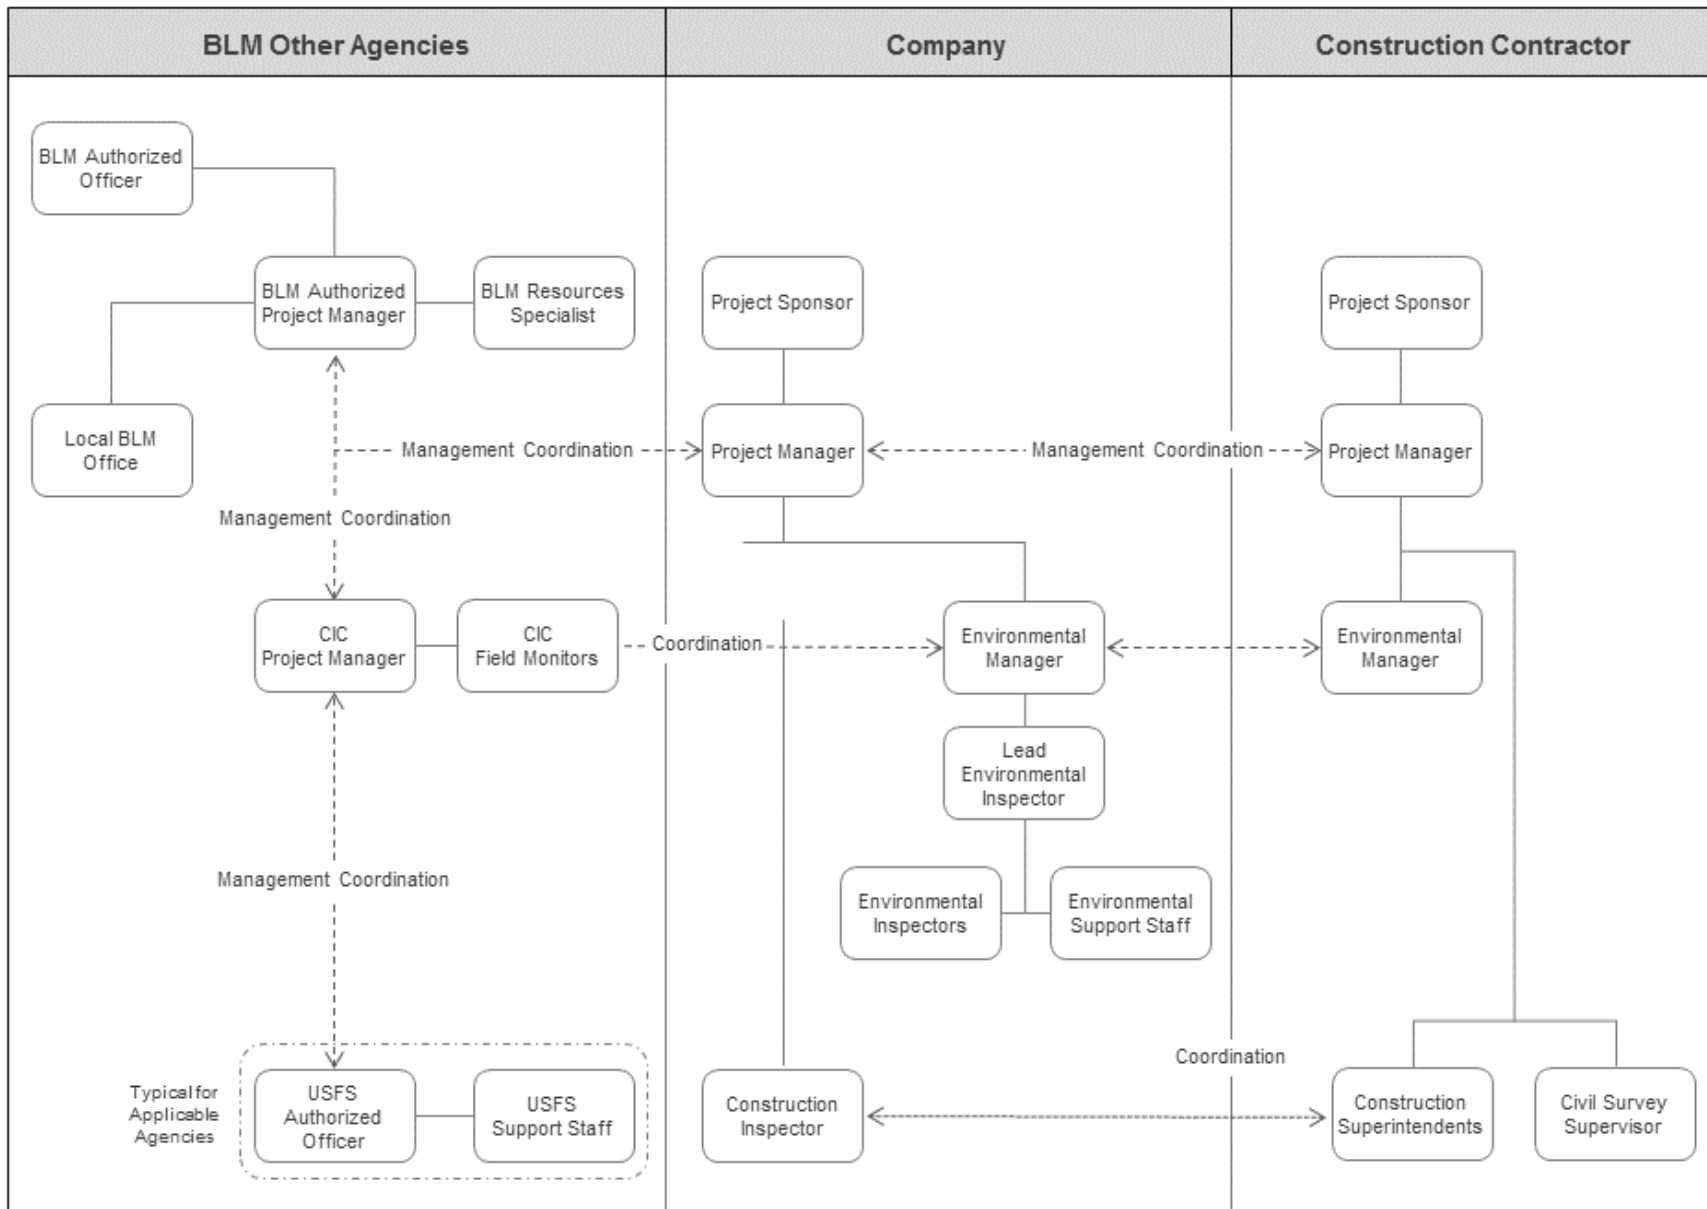 BLM Other Agencies
Company
Construction Contractor
BLM Authorized
Officer
BLM Authorized
Project Manager
BLM Resources
Specialist
Project Sponsor
Project Sponsor
Local BLM
Office
Management Coordination
Project Manager
Management Coordination
Project Manager
Management Coordination
CIC
Project Manager
CIC
Field Monitors
Coordination
Environmental
Manager
Environmental
Manager
Lead
Environmental
Inspector
Management Coordination
Environmental
Inspectors
Environmental
Support Staff
Coordination
Typical for
Applicable
Agencies
USFS
Authorized
Officer
USFS
Support Staff
Construction
Inspector
Construction
Superintendents
Civil Survey
Supervisor